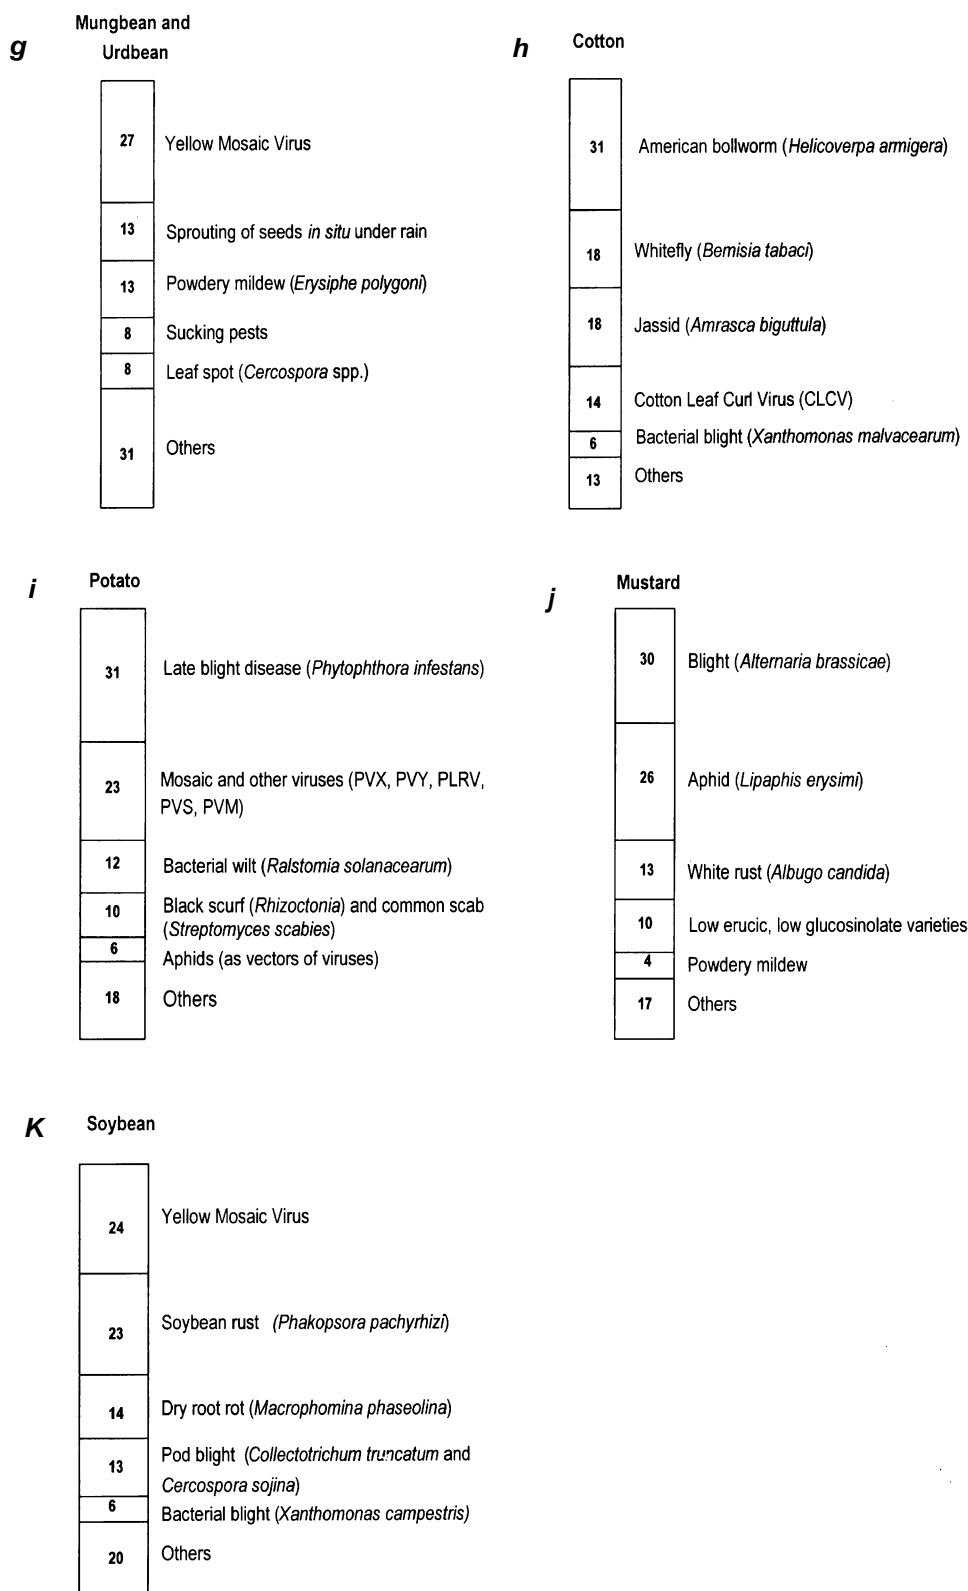 g
Mungbean and
Urdbean
27 Yellow Mosaic Virus
13 Sprouting of seeds in situ under rain
13 Powdery mildew (Erysiphe polygoni)
8 Sucking pests
8 Leaf spot (Cercospora spp.)
31 Others
h
Cotton
31 American bollworm (Helicoverpa armigera)
18 Whitefly (Bemisia tabaci)
18 Jassid (Amrasca biguttula)
14 Cotton Leaf Curl Virus (CLCV)
6 Bacterial blight (Xanthomonas malvacearum)
13 Others
i
Potato
31 Late blight disease (Phytophthora infestans)
23 Mosaic and other viruses (PVX, PVY, PLRV,
PVS, PVM)
12 Bacterial wilt (Ralstomia solanacearum)
10 Black scurf (Rhizoctonia) and common scab
(Streptomyces scabies)
6 Aphids (as vectors of viruses)
18 Others
j
Mustard
30 Blight (Alternaria brassicae)
26 Aphid (Lipaphis erysimi)
13 White rust (Albugo candida)
10 Low erucic, low glucosinolate varieties
4 Powdery mildew
17 Others
K
Soybean
24 Yellow Mosaic Virus
23 Soybean rust (Phakopsora pachyrhizi)
14 Dry root rot (Macrophomina phaseolina)
13 Pod blight (Collectotrichum truncatum and
Cercospora sojina)
6 Bacterial blight (Xanthomonas campestris)
20 Others